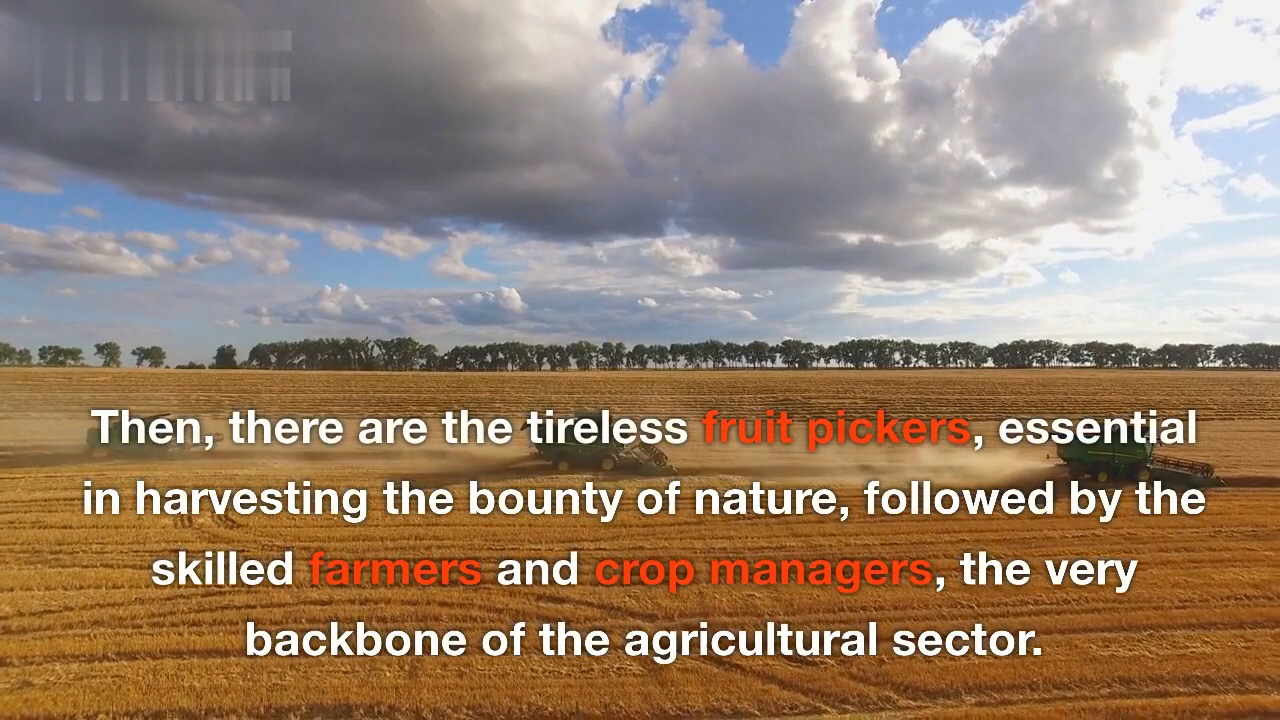 Then, there are the tireless fruit pickers, essential
in harvesting the bounty of nature, followed by the
skilled farmers and crop managers, the very
backbone of the agricultural sector.